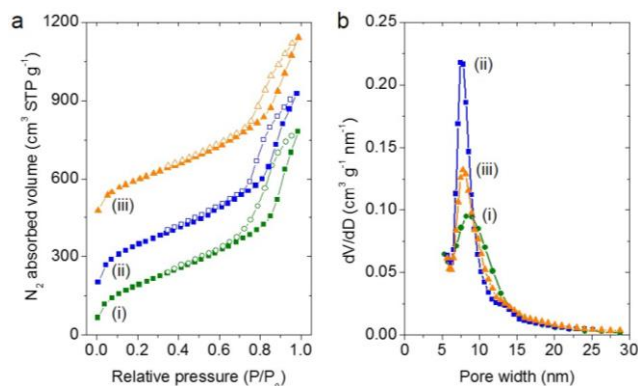 a
N₂ absorbed volume (cm³ STP g⁻¹)
1200
900
600
300
0
(iii)
(ii)
(i)
0.0 0.2 0.4 0.6 0.8 1.0
Relative pressure (P/P₀)
b
dV/dD (cm³ g⁻¹ nm⁻¹)
0.25
0.20
0.15
0.10
0.05
0.00
(ii)
(iii)
(i)
0 5 10 15 20 25 30
Pore width (nm)